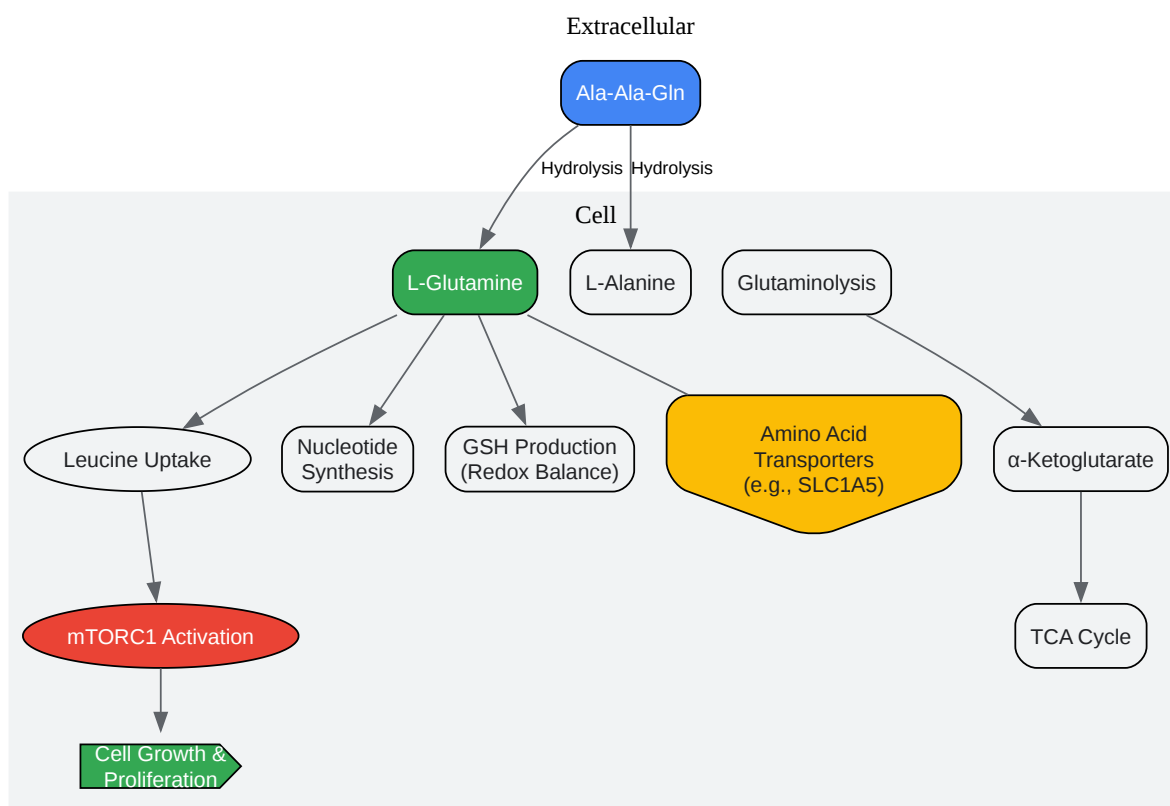 Extracellular
Ala-Ala-Gln
Hydrolysis
Hydrolysis
Cell
L-Glutamine
L-Alanine
Glutaminolysis
Leucine Uptake
Nucleotide
Synthesis
GSH Production
(Redox Balance)
Amino Acid
Transporters
(e.g., SLC1A5)
α-Ketoglutarate
mTORC1 Activation
TCA Cycle
Cell Growth &
Proliferation